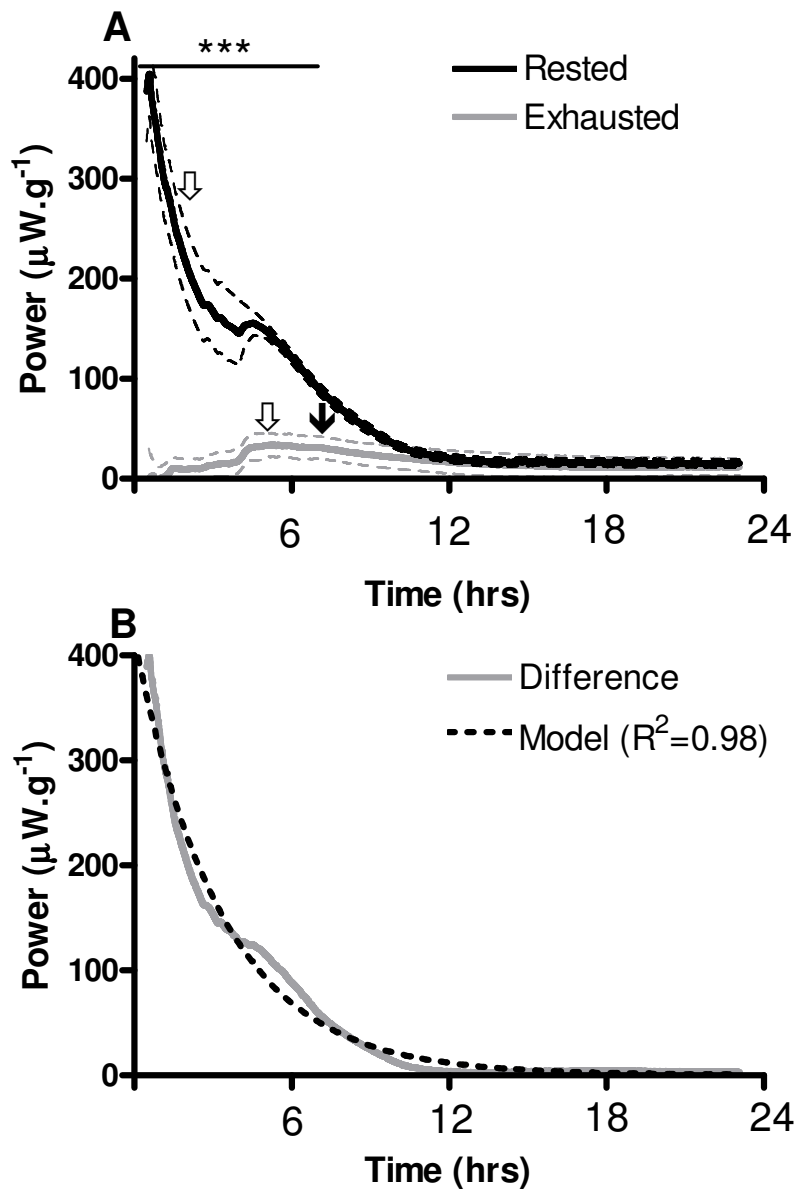 A
***
Rested
Exhausted
400
300
200
100
0
Power (μW.g⁻¹)
6 12 18 24
Time (hrs)
B
Difference
Model (R²=0.98)
400
300
200
100
0
Power (μW.g⁻¹)
6 12 18 24
Time (hrs)